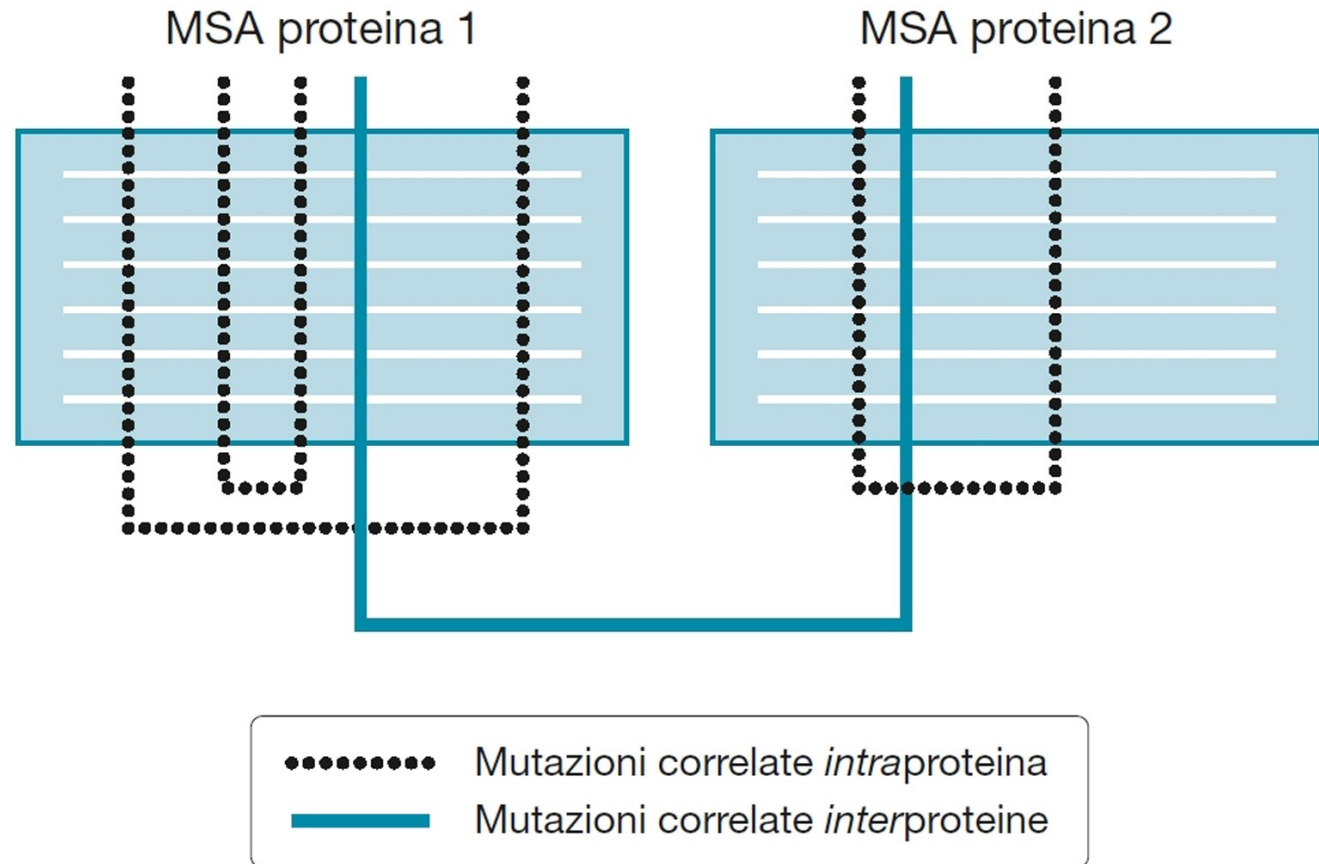 MSA proteina 1
MSA proteina 2
Mutazioni correlate intraproteina
Mutazioni correlate interproteine